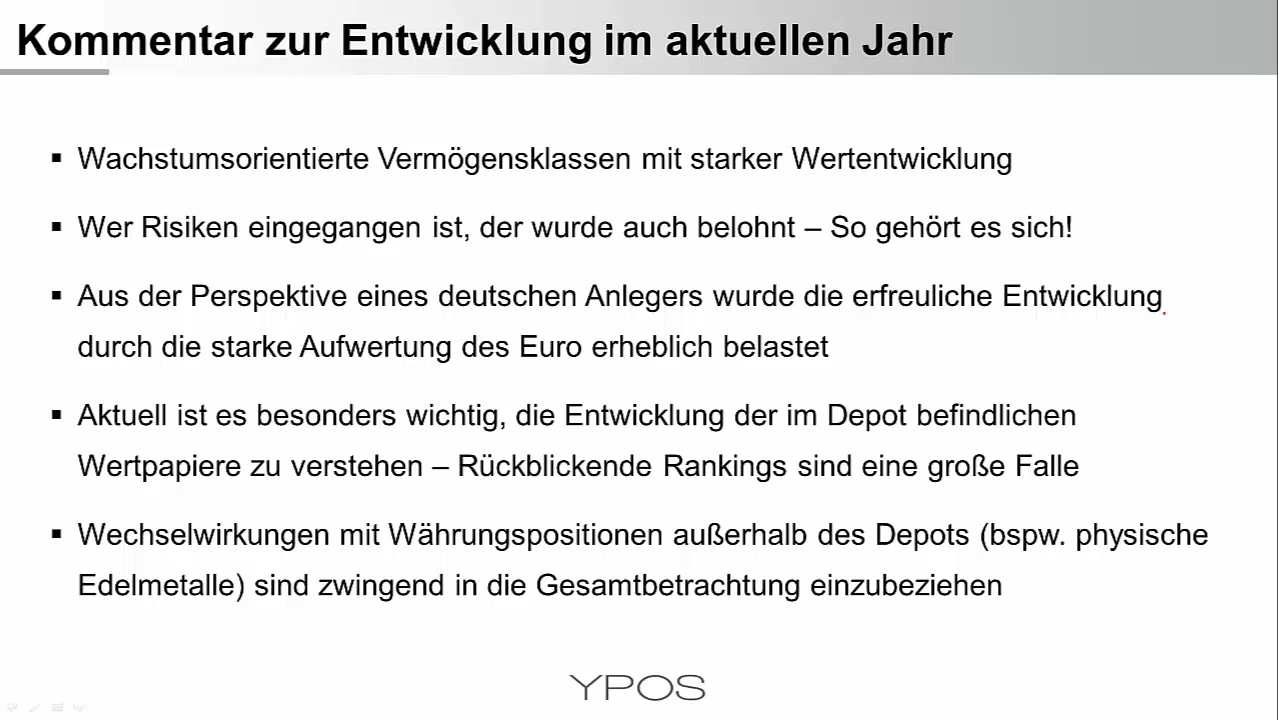 Kommentar zur Entwicklung im aktuellen Jahr
▪ Wachstumsorientierte Vermögensklassen mit starker Wertentwicklung
▪ Wer Risiken eingegangen ist, der wurde auch belohnt – So gehört es sich!
▪ Aus der Perspektive eines deutschen Anlegers wurde die erfreuliche Entwicklung
durch die starke Aufwertung des Euro erheblich belastet
▪ Aktuell ist es besonders wichtig, die Entwicklung der im Depot befindlichen
Wertpapiere zu verstehen – Rückblickende Rankings sind eine große Falle
▪ Wechselwirkungen mit Währungspositionen außerhalb des Depots (bspw. physische
Edelmetalle) sind zwingend in die Gesamtbetrachtung einzubeziehen
YPOS